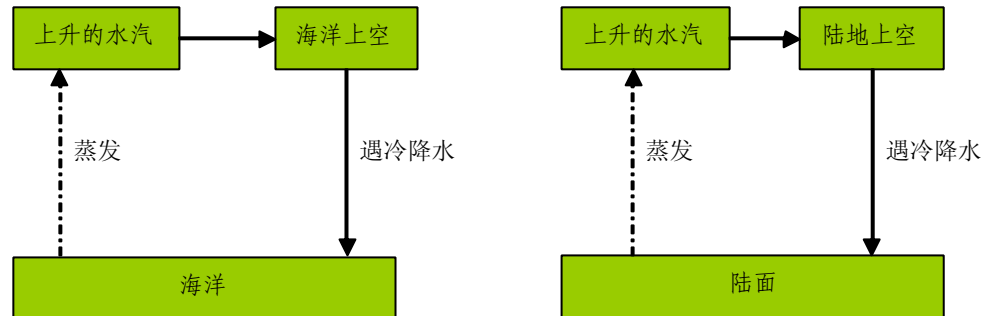 上升的水汽
海洋上空
蒸发
遇冷降水
海洋
上升的水汽
陆地上空
蒸发
遇冷降水
陆面